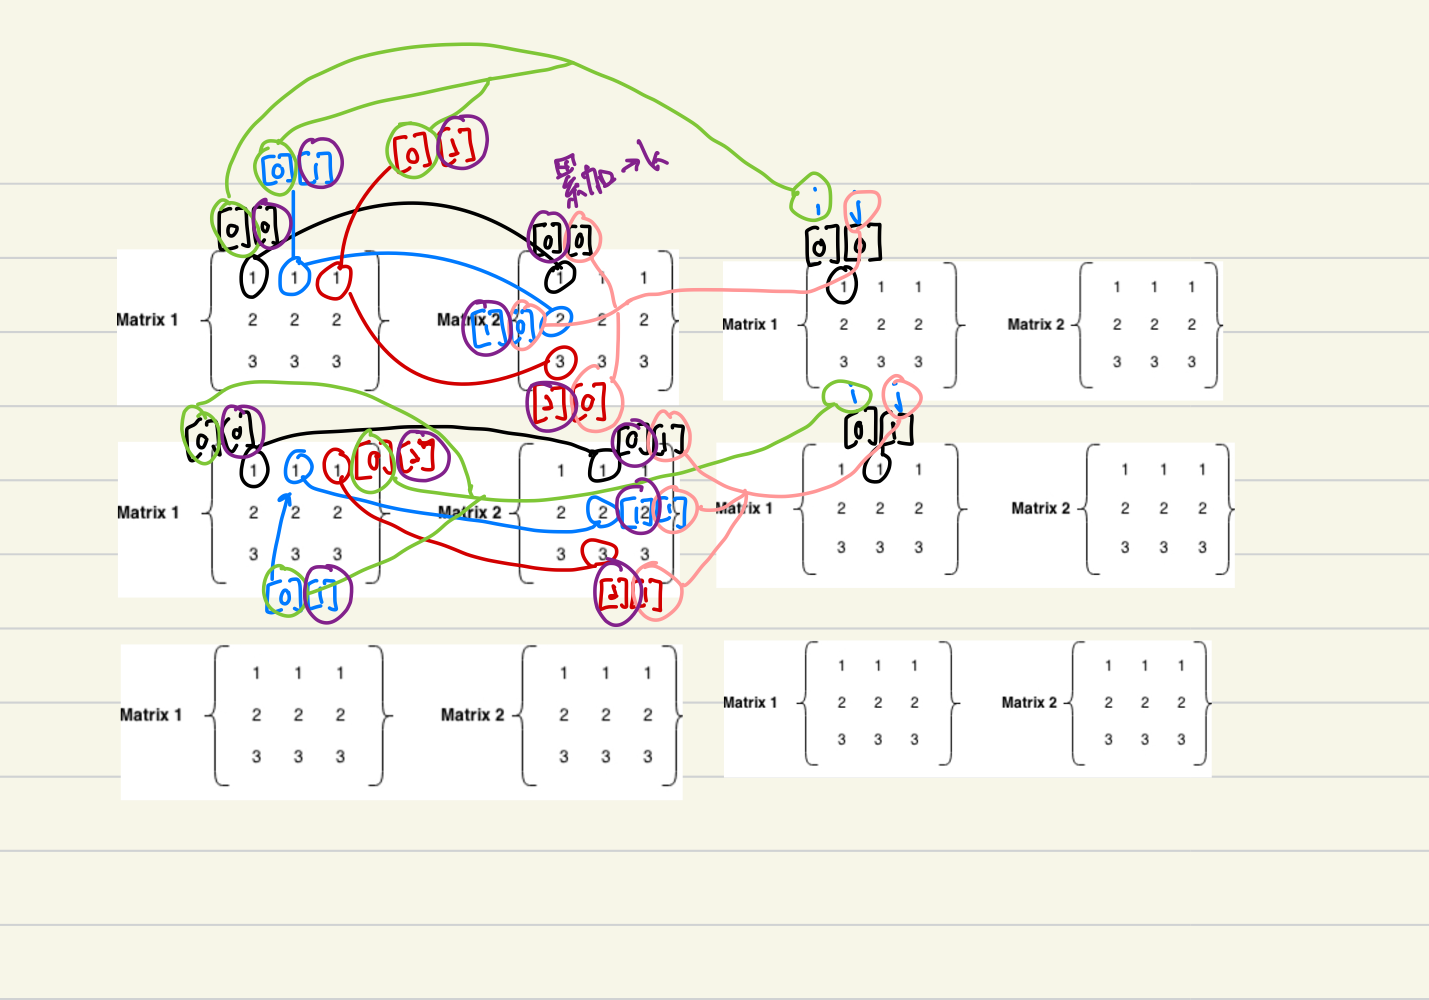 [0] [1] [0] [2]
累加 → k
i j
[0] [0] [0] [0] [0] [0]
1 1 1 1 1 1 1 1 1 1 1 1
Matrix 1 2 2 2 Matrix 2 [1] [0] 2 2 2 Matrix 1 2 2 2 Matrix 2 2 2 2
3 3 3 3 3 3 3 3 3 3 3 3
[2] [0] i j
[0] [0] [0] [2] [0] [1] [0] [1]
1 1 1 1 1 1 1 1 1 1 1 1
Matrix 1 2 2 2 Matrix 2 2 2 2 [1] [1] Matrix 1 2 2 2 Matrix 2 2 2 2
3 3 3 3 3 3 3 3 3 3 3 3
[0] [1] [2] [1]
1 1 1 1 1 1 1 1 1 1 1 1
Matrix 1 2 2 2 Matrix 2 2 2 2 Matrix 1 2 2 2 Matrix 2 2 2 2
3 3 3 3 3 3 3 3 3 3 3 3